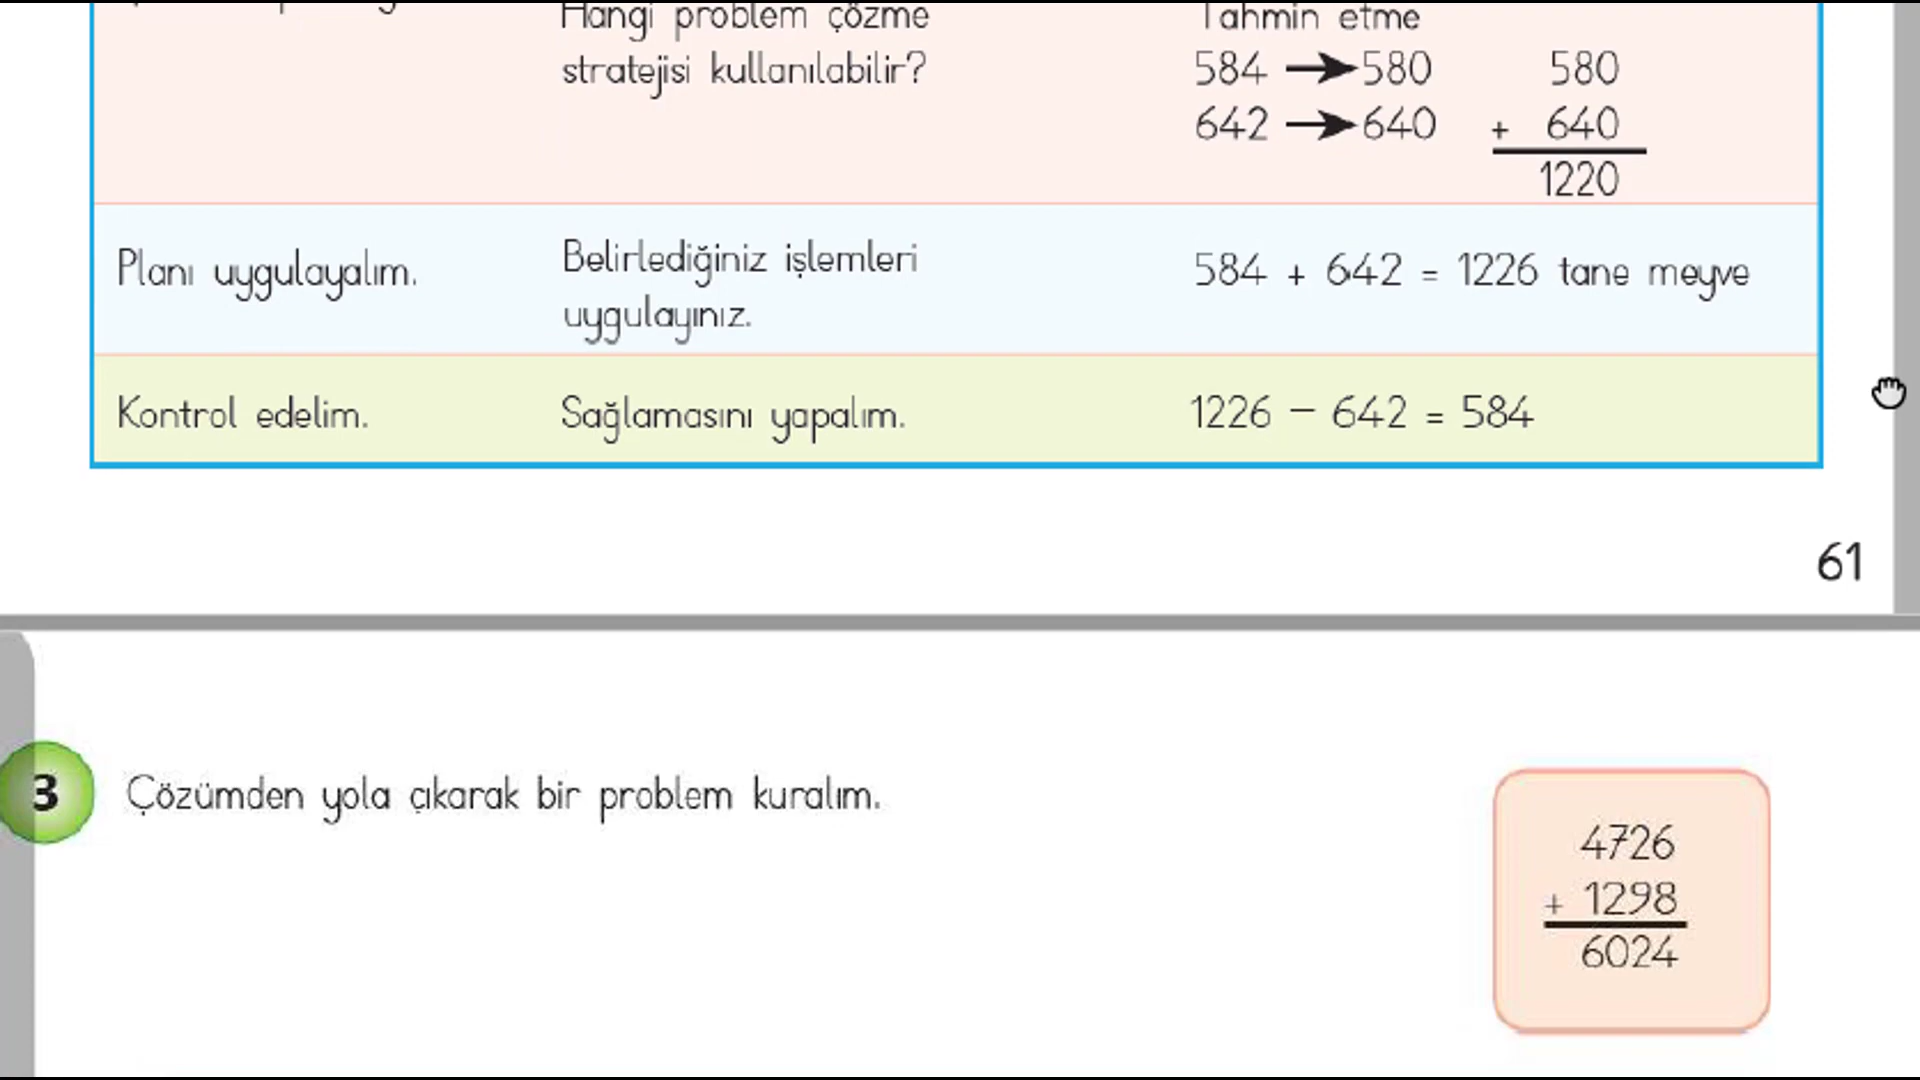 Hangi problem çözme
stratejisi kullanılabilir?
Tahmin etme
584 → 580
642 → 640
580
+ 640
1220
Planı uygulayalım.
Belirlediğiniz işlemleri
uygulayınız.
584 + 642 = 1226 tane meyve
Kontrol edelim.
Sağlamasını yapalım.
1226 − 642 = 584
61
3 Çözümden yola çıkarak bir problem kuralım.
4726
+ 1298
6024